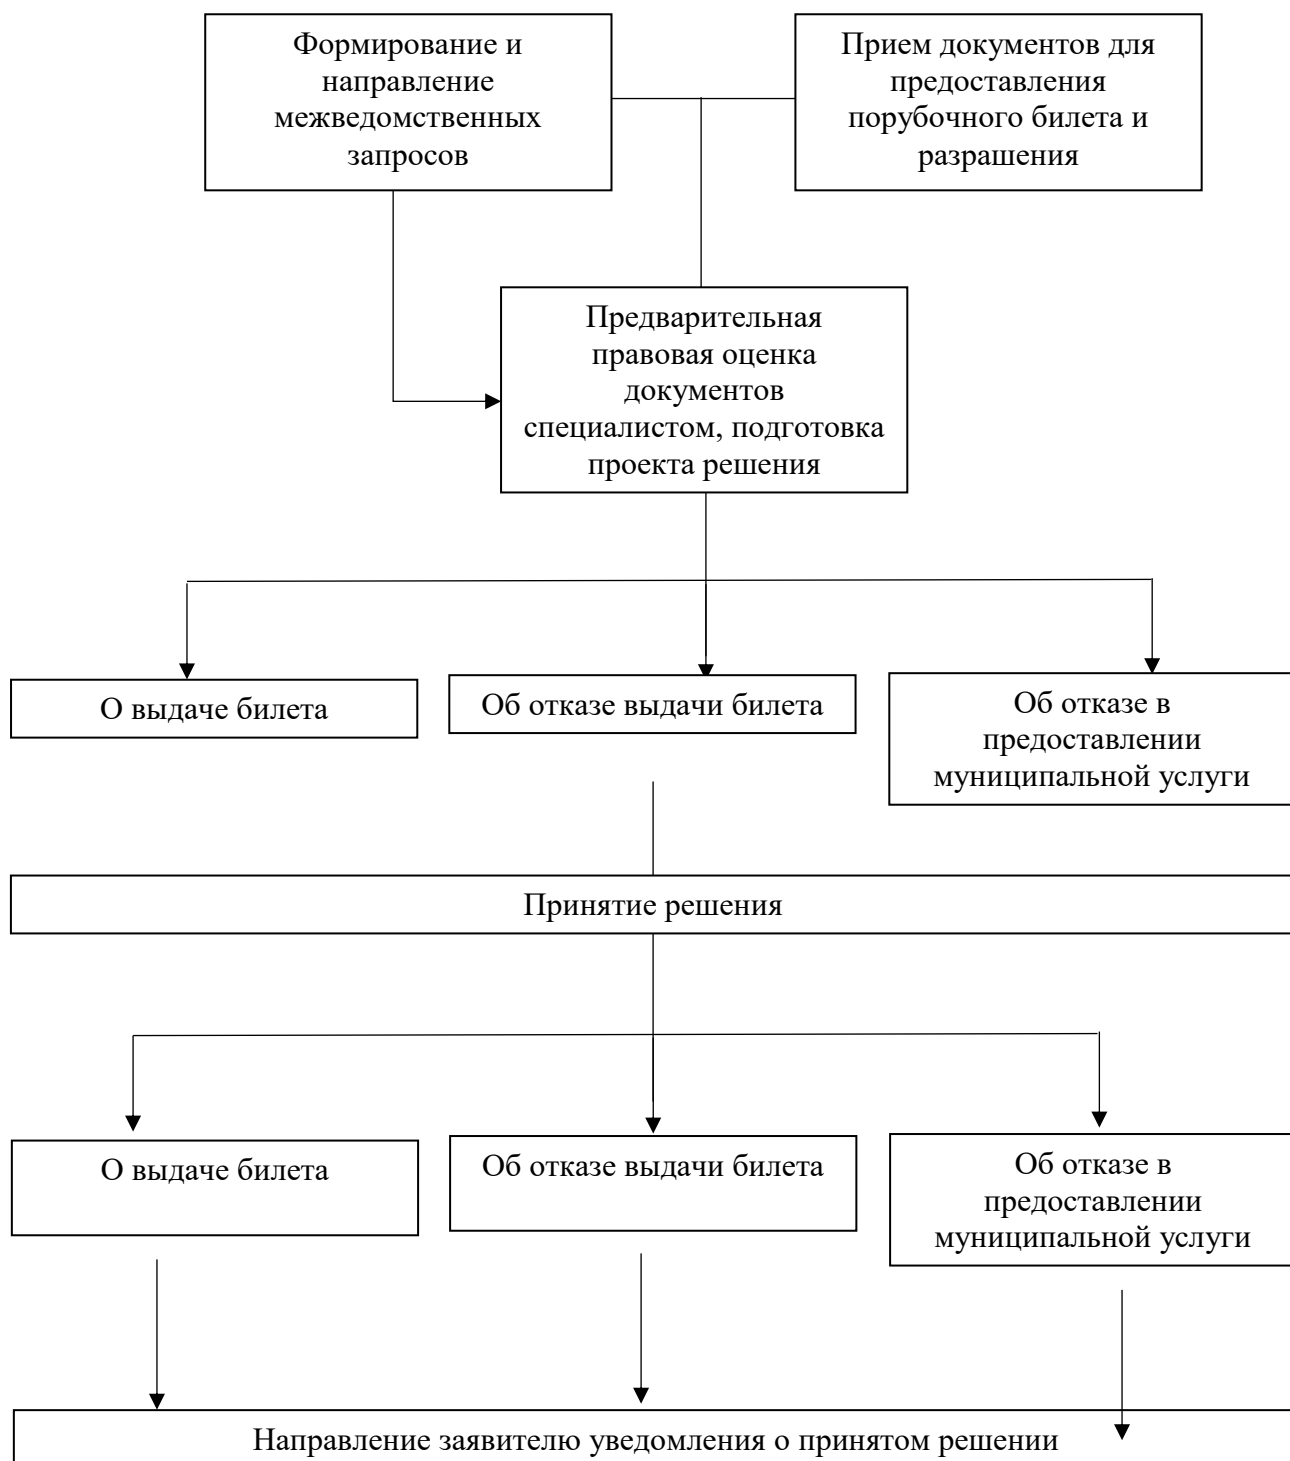 Формирование и
направление
межведомственных
запросов
Прием документов для
предоставления
порубочного билета и
разрашения
Предварительная
правовая оценка
документов
специалистом, подготовка
проекта решения
О выдаче билета
Об отказе выдачи билета
Об отказе в
предоставлении
муниципальной услуги
Принятие решения
О выдаче билета
Об отказе выдачи билета
Об отказе в
предоставлении
муниципальной услуги
Направление заявителю уведомления о принятом решении